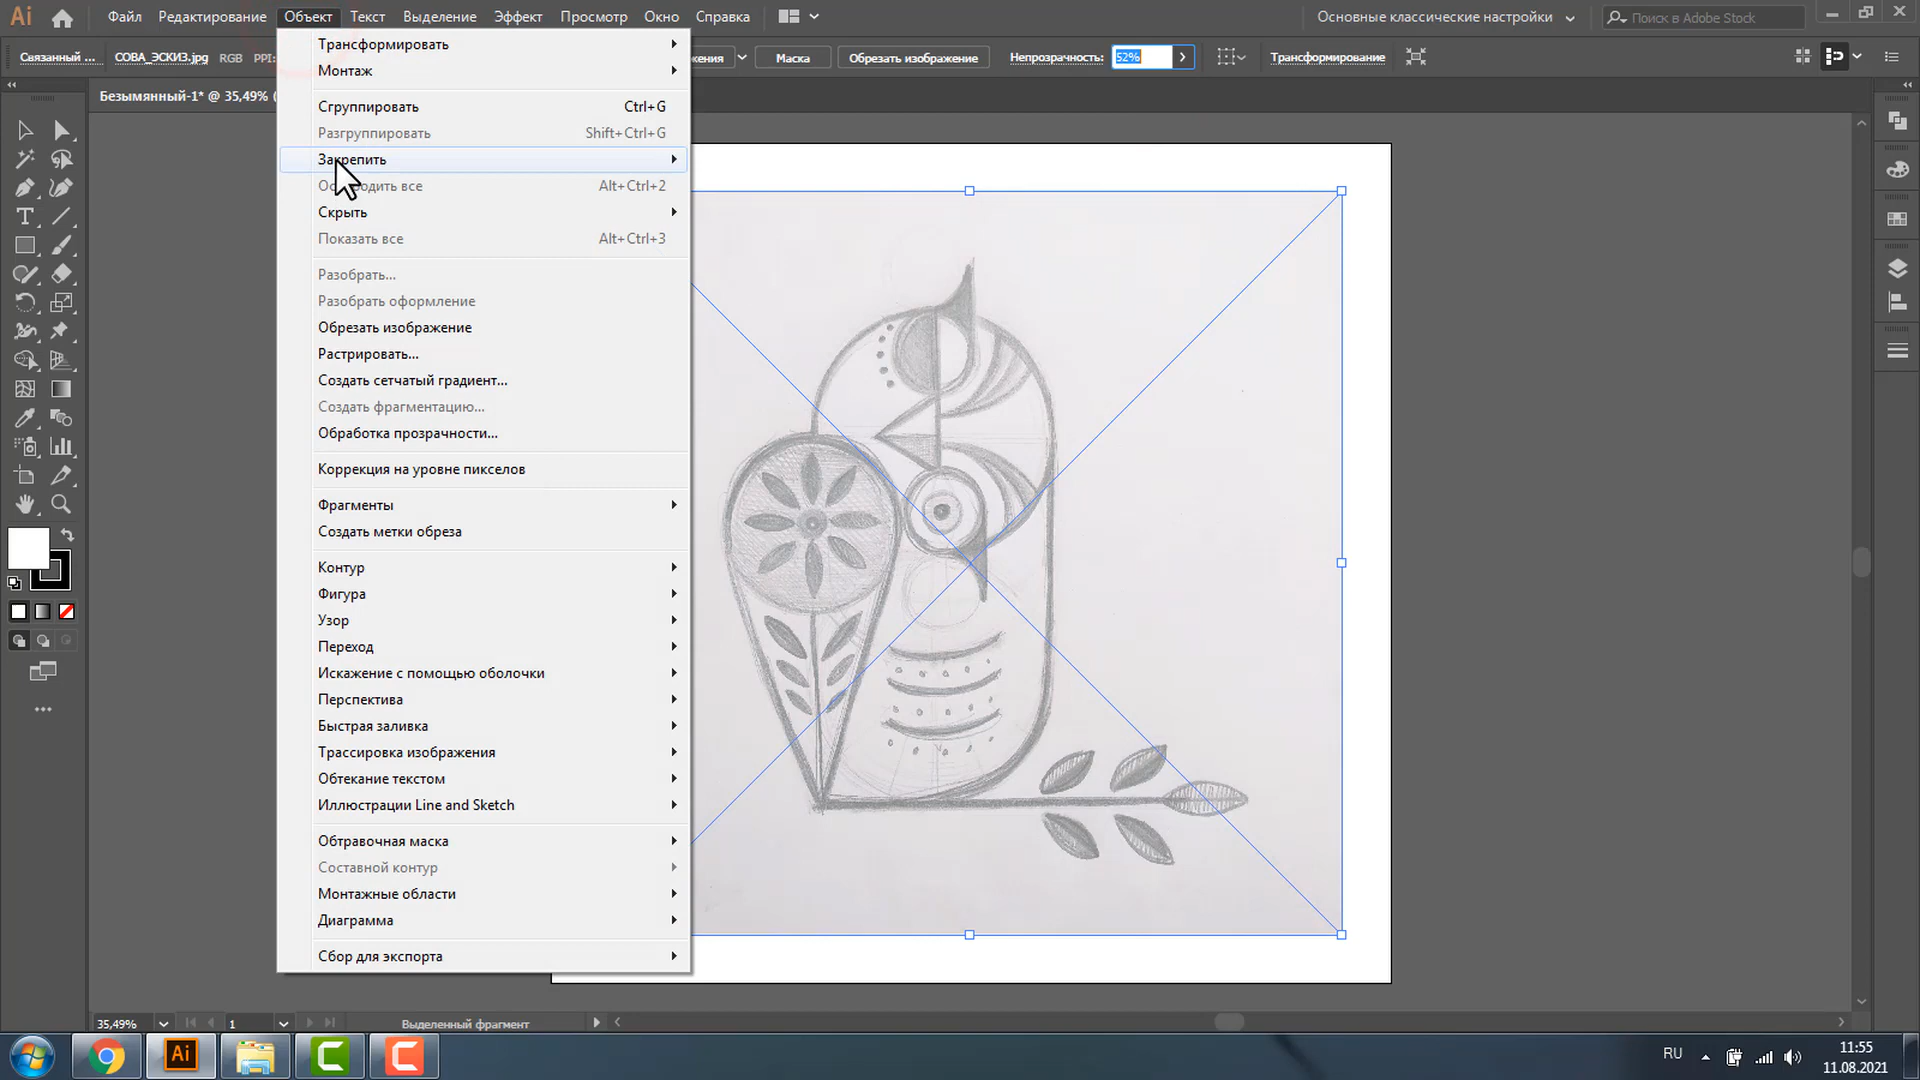 Ai Файл Редактирование Объект Текст Выделение Эффект Просмотр Окно Справка Основные классические настройки Поиск в Adobe Stock
Связанный ... СОВА_ЭСКИЗ.jpg RGB PPI: Маска Обрезать изображение Непрозрачность: 52% Трансформирование
Безымянный-1* @ 35,49% (
Трансформировать
Монтаж
Сгруппировать Ctrl+G
Разгруппировать Shift+Ctrl+G
Закрепить
Alt+Ctrl+2
Скрыть
Показать все Alt+Ctrl+3
Разобрать...
Разобрать оформление
Обрезать изображение
Растрировать...
Создать сетчатый градиент...
Создать фрагментацию...
Обработка прозрачности...
Коррекция на уровне пикселов
Фрагменты
Создать метки обреза
Контур
Фигура
Узор
Переход
Искажение с помощью оболочки
Перспектива
Быстрая заливка
Трассировка изображения
Обтекание текстом
Иллюстрации Line and Sketch
Обтравочная маска
Составной контур
Монтажные области
Диаграмма
Сбор для экспорта
35,49% 1 Выделенный фрагмент
Ai RU 11:55
11.08.2021